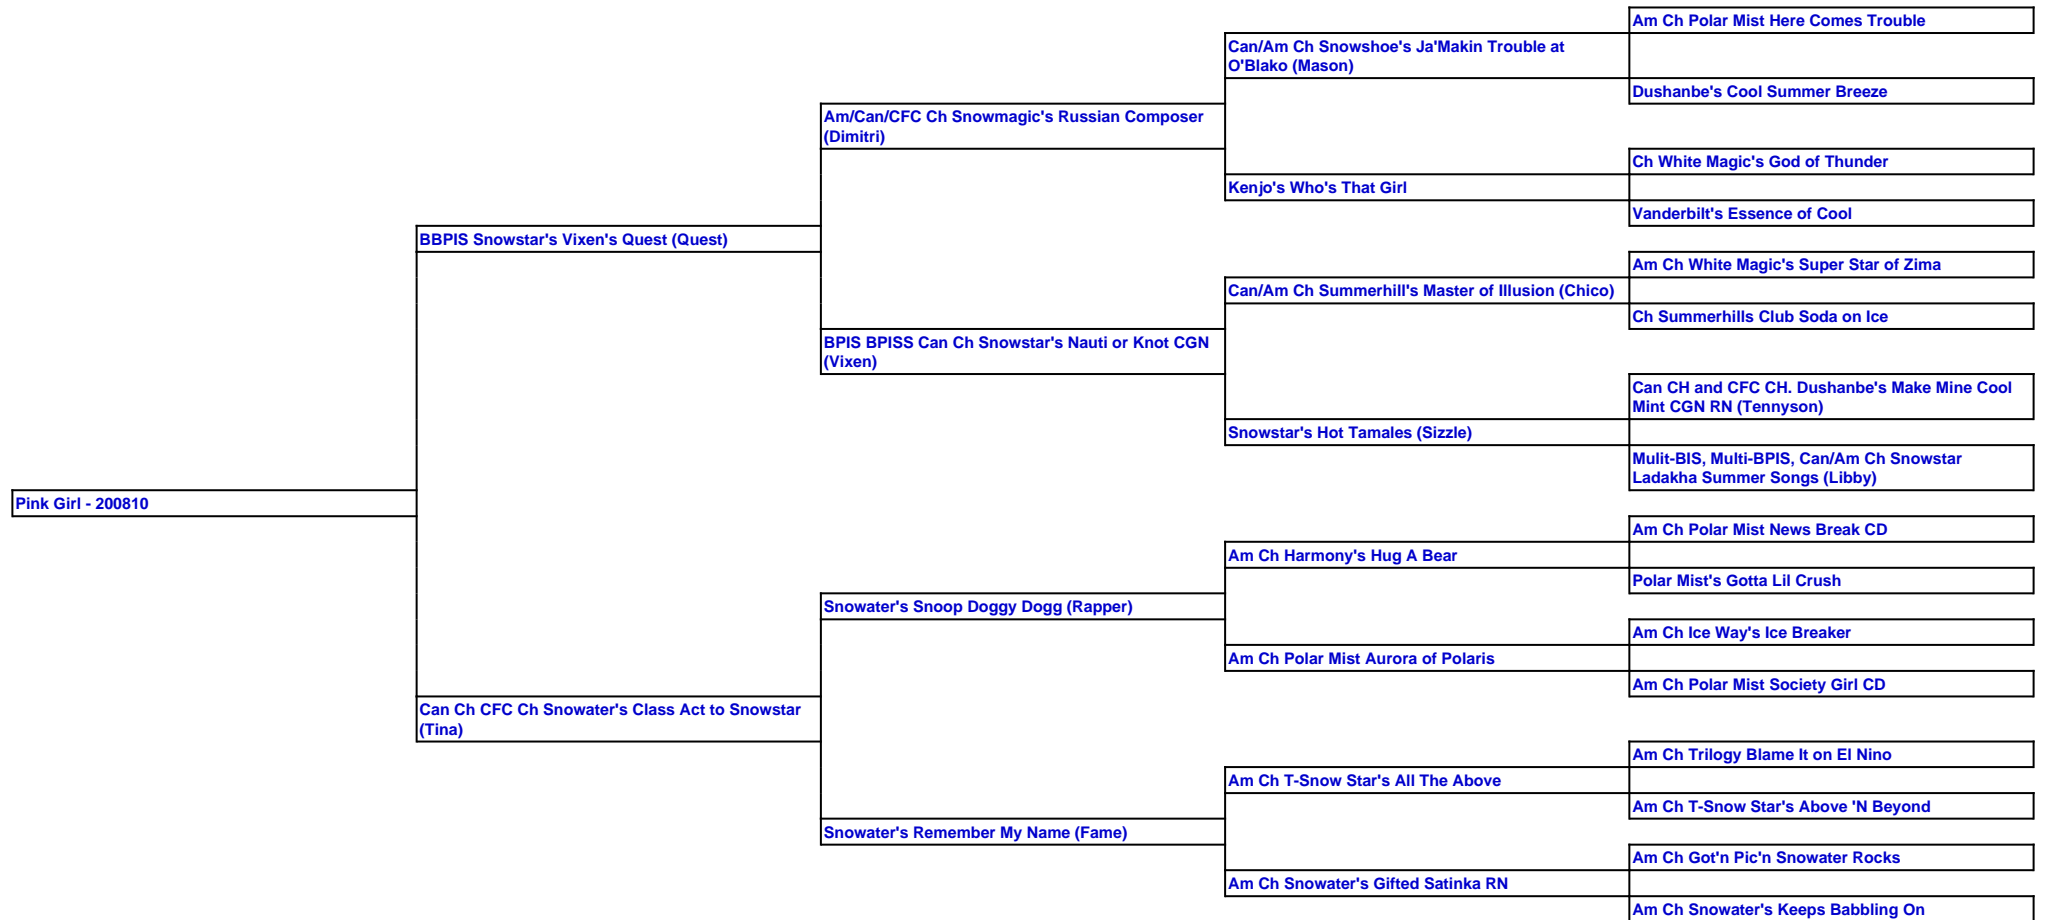 Am Ch Polar Mist Here Comes Trouble
Can/Am Ch Snowshoe's Ja'Makin Trouble at
O'Blako (Mason)
Dushanbe's Cool Summer Breeze
Am/Can/CFC Ch Snowmagic's Russian Composer
(Dimitri)
Ch White Magic's God of Thunder
Kenjo's Who's That Girl
Vanderbilt's Essence of Cool
BBPIS Snowstar's Vixen's Quest (Quest)
Am Ch White Magic's Super Star of Zima
Can/Am Ch Summerhill's Master of Illusion (Chico)
Ch Summerhills Club Soda on Ice
BPIS BPISS Can Ch Snowstar's Nauti or Knot CGN
(Vixen)
Can CH and CFC CH. Dushanbe's Make Mine Cool
Mint CGN RN (Tennyson)
Snowstar's Hot Tamales (Sizzle)
Mulit-BIS, Multi-BPIS, Can/Am Ch Snowstar
Ladakha Summer Songs (Libby)
Pink Girl - 200810
Am Ch Polar Mist News Break CD
Am Ch Harmony's Hug A Bear
Polar Mist's Gotta Lil Crush
Snowater's Snoop Doggy Dogg (Rapper)
Am Ch Ice Way's Ice Breaker
Am Ch Polar Mist Aurora of Polaris
Am Ch Polar Mist Society Girl CD
Can Ch CFC Ch Snowater's Class Act to Snowstar
(Tina)
Am Ch Trilogy Blame It on El Nino
Am Ch T-Snow Star's All The Above
Am Ch T-Snow Star's Above 'N Beyond
Snowater's Remember My Name (Fame)
Am Ch Got'n Pic'n Snowater Rocks
Am Ch Snowater's Gifted Satinka RN
Am Ch Snowater's Keeps Babbling On